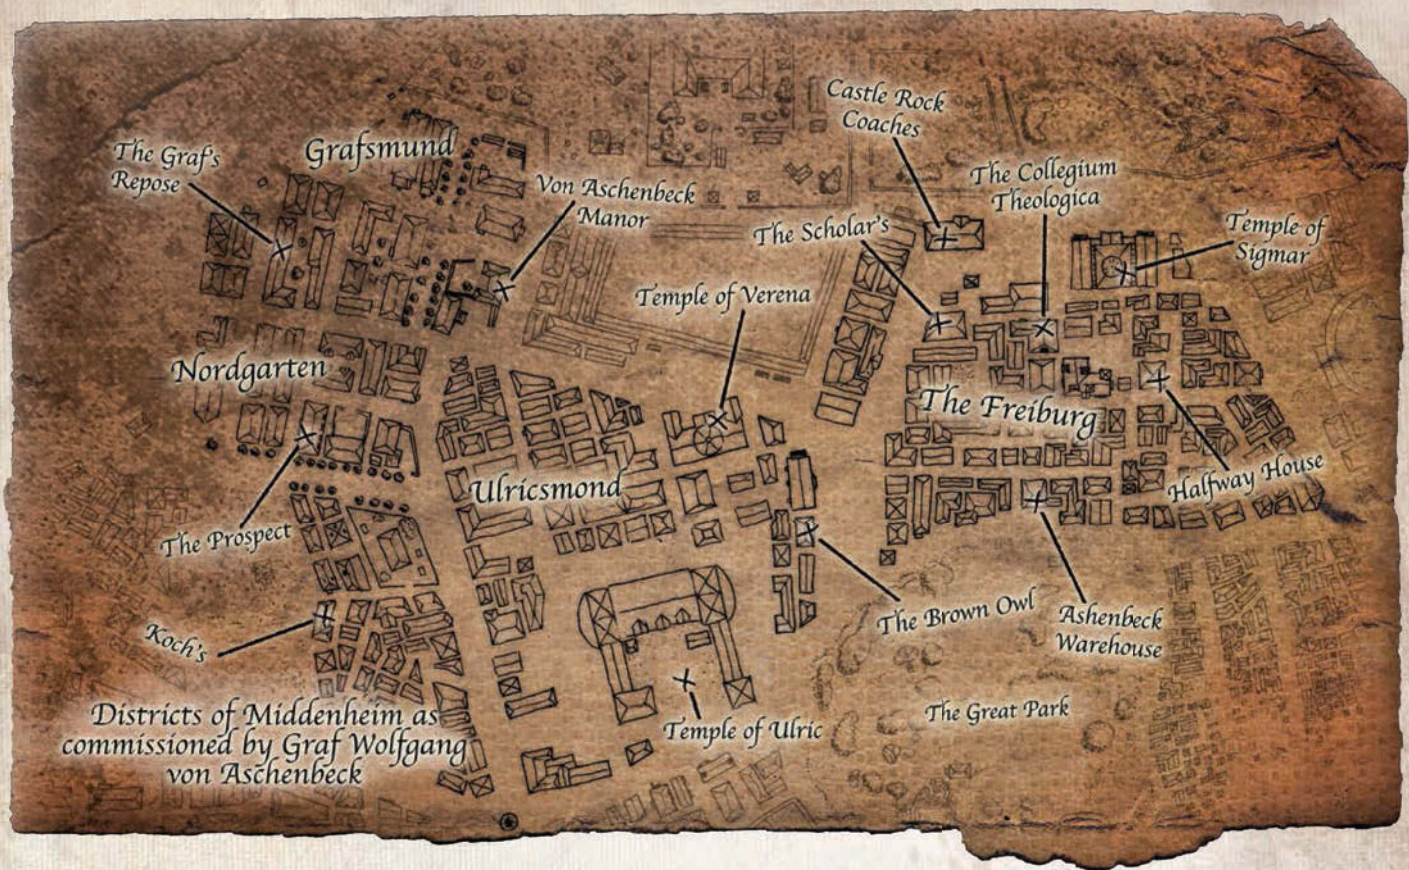 Castle Rock
Coaches
The Graf's
Repose
Grafsmund
The Collegium
Theologica
Von Aschenbeck
Manor
The Scholar's
Temple of
Sigmar
Temple of Verena
Nordgarten
The Freiburg
Ulricsmond
Halfway House
The Prospect
The Brown Owl
Ashenbeck
Warehouse
Koch's
The Great Park
Temple of Ulric
Districts of Middenheim as
commissioned by Graf Wolfgang
von Aschenbeck